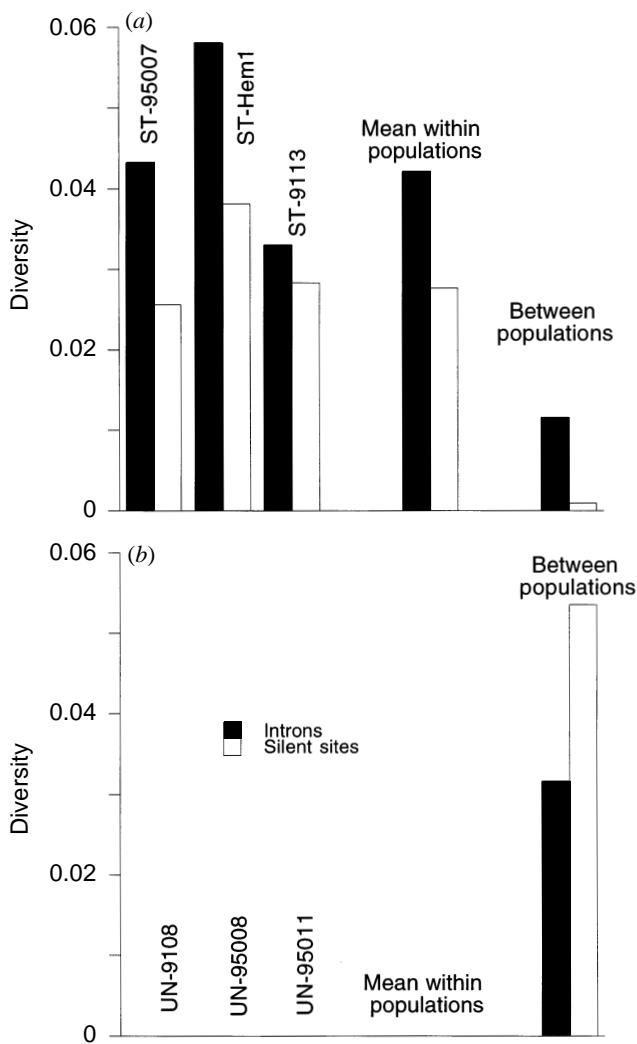 (a)
0.06
0.04
0.02
0
Diversity
ST-95007
ST-Hem1
ST-9113
Mean within
populations
Between
populations
(b)
0.06
0.04
0.02
0
Diversity
Introns
Silent sites
UN-9108
UN-95008
UN-95011
Mean within
populations
Between
populations